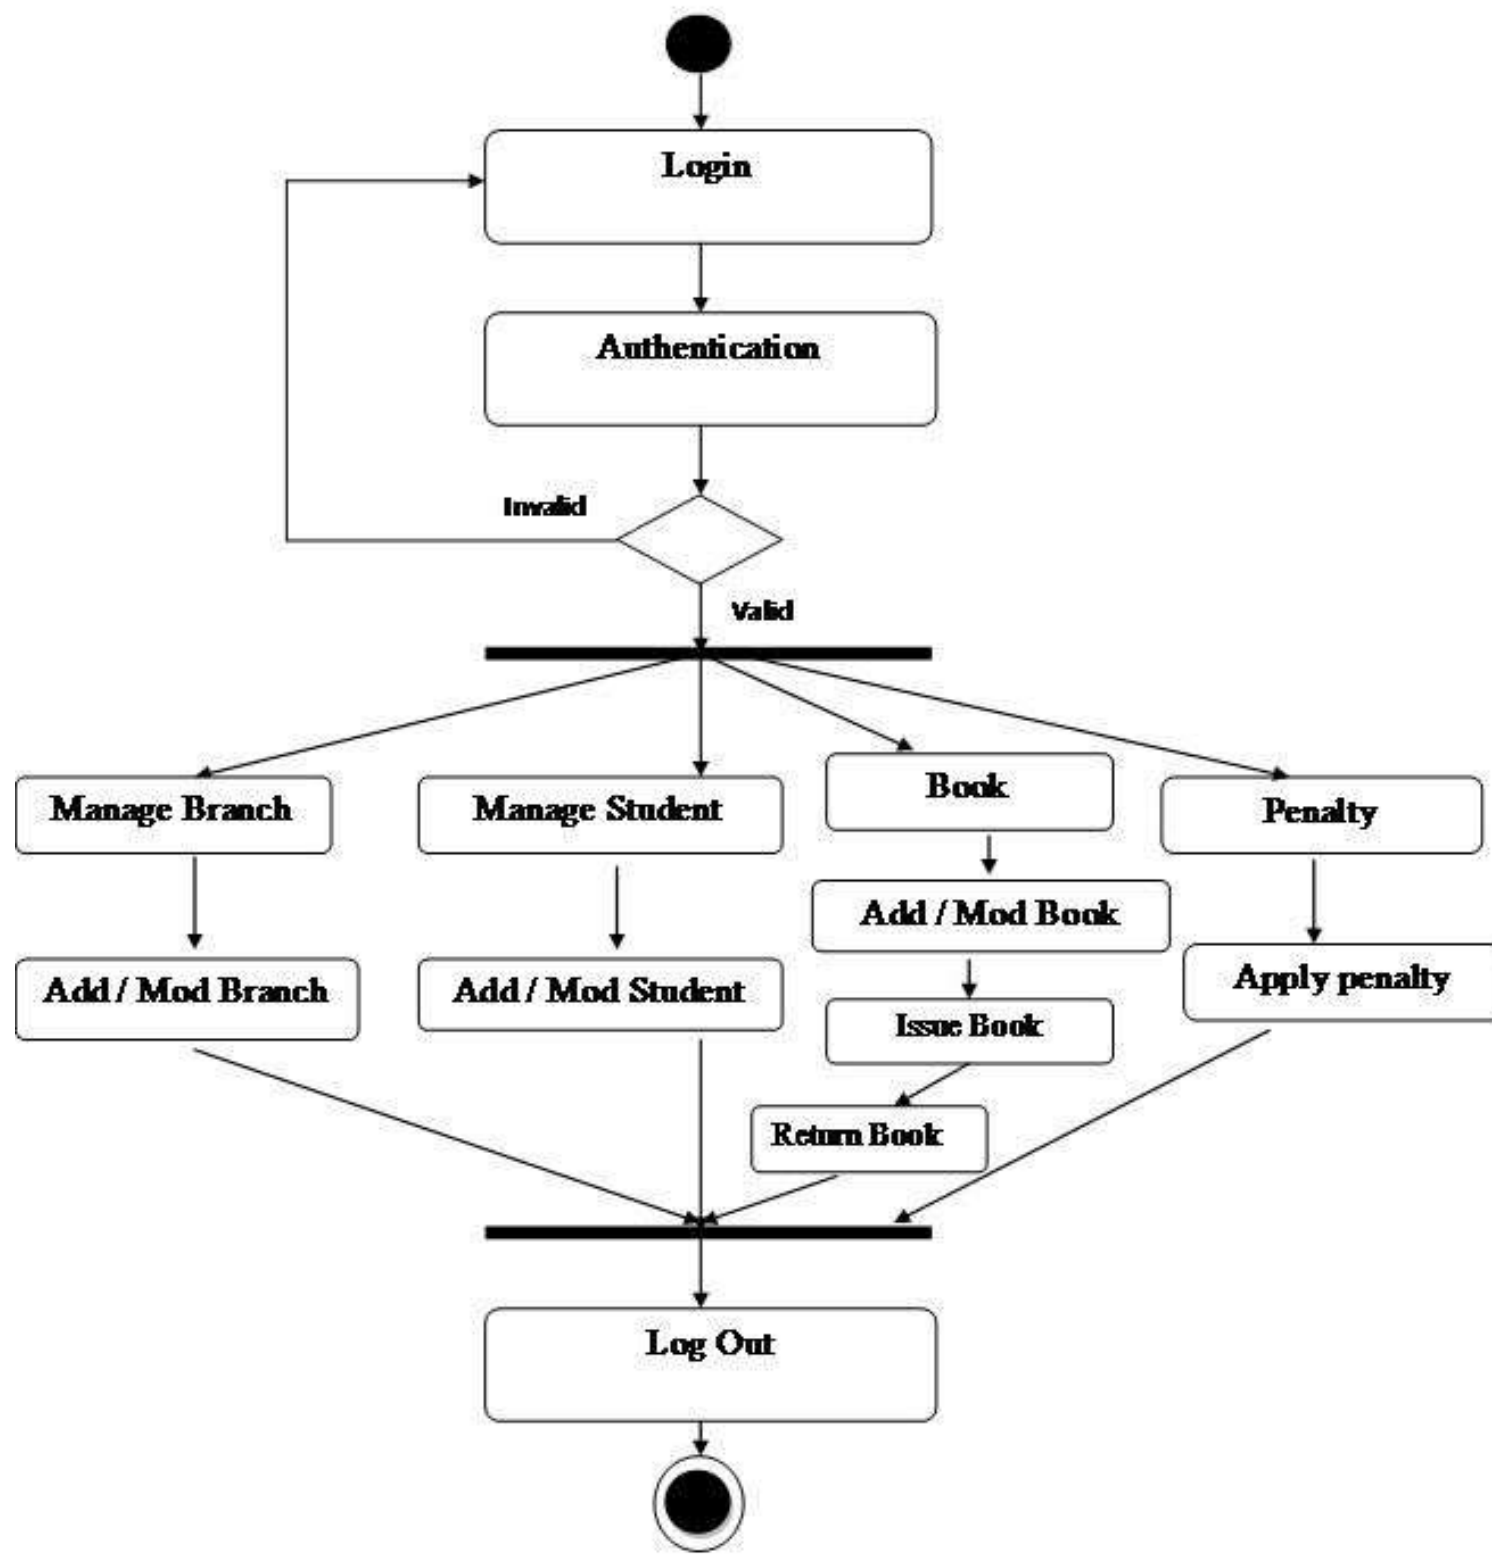 Login
Authentication
Invalid
Valid
Manage Branch
Manage Student
Book
Penalty
Add / Mod Book
Add / Mod Branch
Add / Mod Student
Apply penalty
Issue Book
Return Book
Log Out